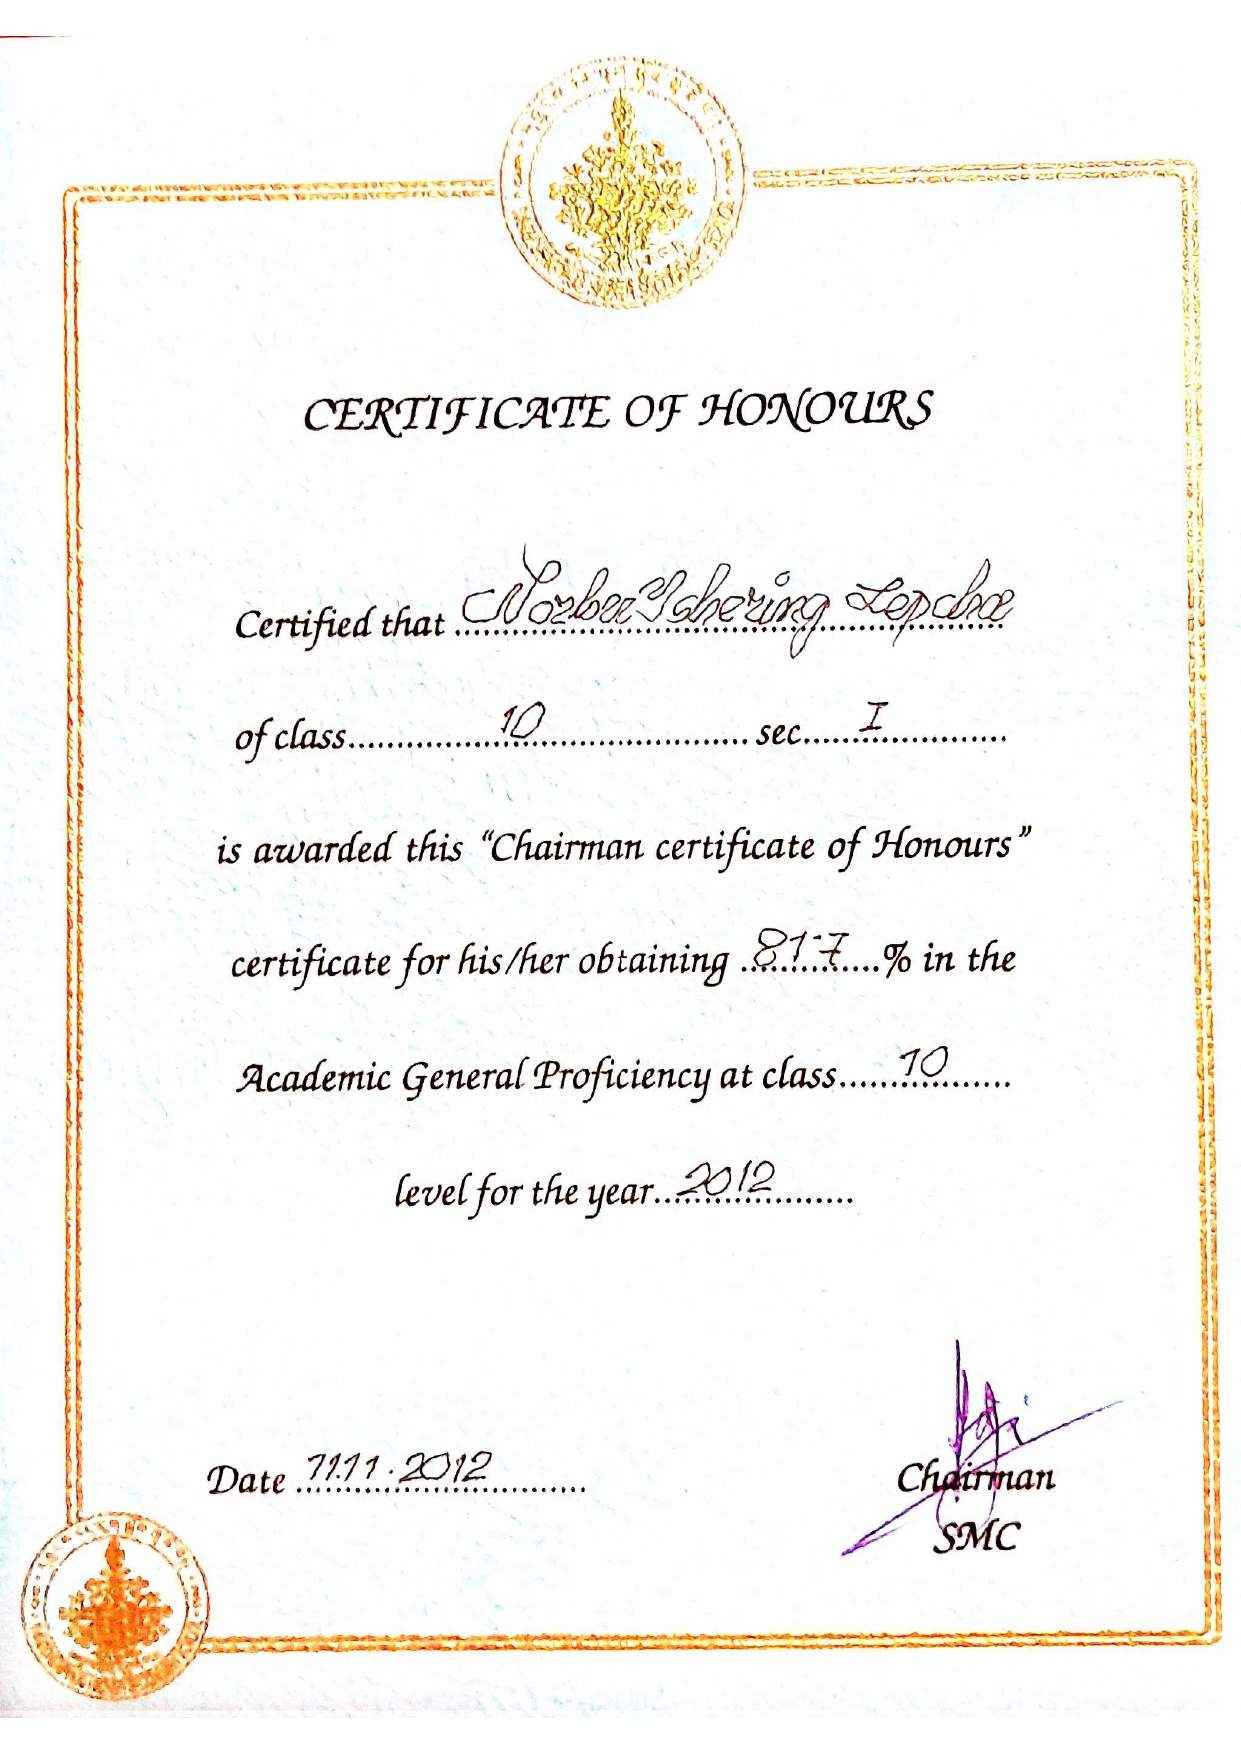 CERTIFICATE OF HONOURS
Certified that Norbu Tshering Lepcha
of class..................10..................... sec......I.............
is awarded this “Chairman certificate of Honours”
certificate for his/her obtaining ..81.7....% in the
Academic General Proficiency at class......10.......
level for the year...2012........
Date 11.11.2012..........
Chairman
SMC